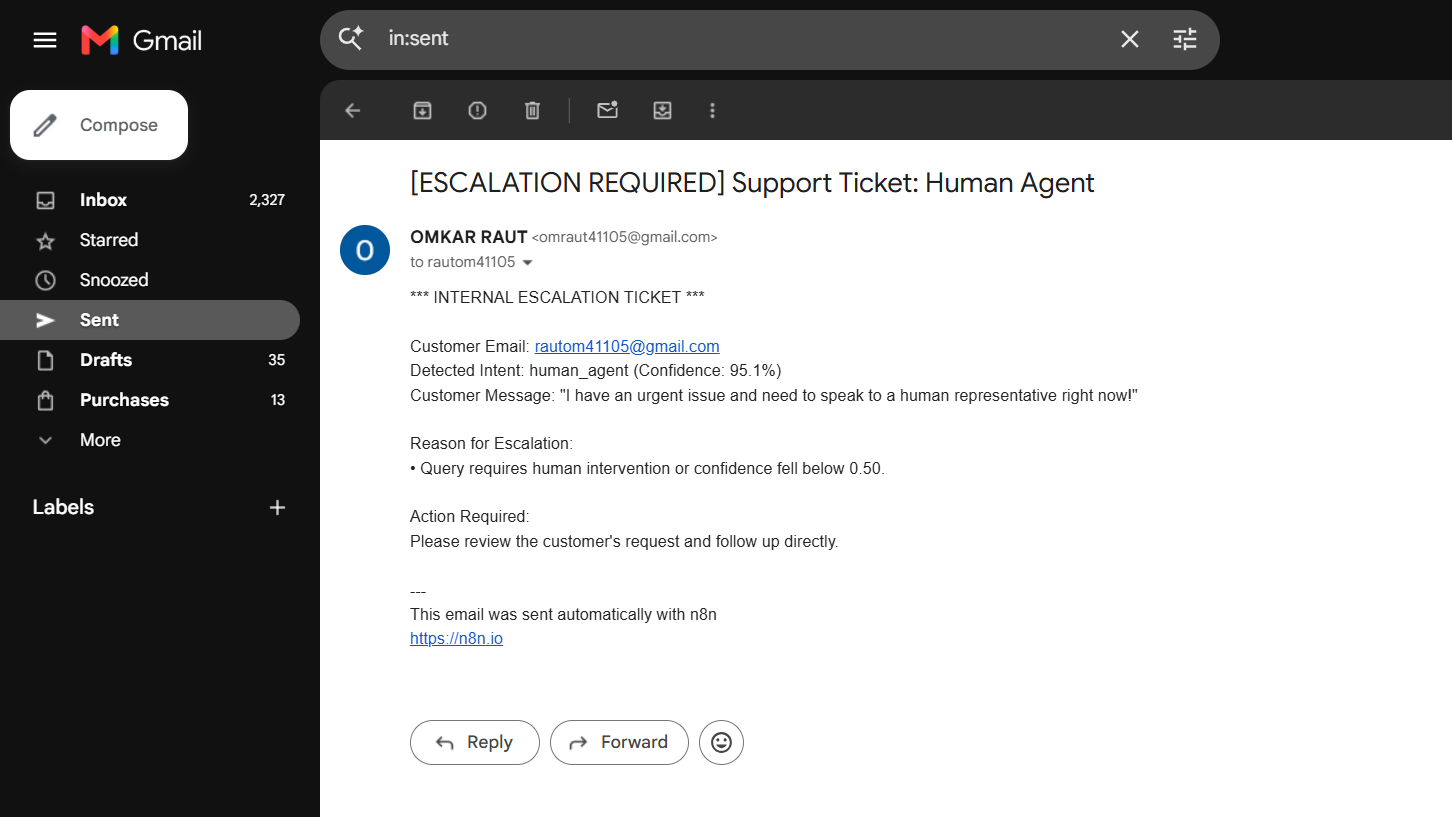 Gmail
in:sent
Compose
Inbox 2,327
Starred
Snoozed
Sent
Drafts 35
Purchases 13
More
Labels
[ESCALATION REQUIRED] Support Ticket: Human Agent
O
OMKAR RAUT <omraut41105@gmail.com>
to rautom41105
*** INTERNAL ESCALATION TICKET ***
Customer Email: rautom41105@gmail.com
Detected Intent: human_agent (Confidence: 95.1%)
Customer Message: "I have an urgent issue and need to speak to a human representative right now!"
Reason for Escalation:
• Query requires human intervention or confidence fell below 0.50.
Action Required:
Please review the customer's request and follow up directly.
---
This email was sent automatically with n8n
https://n8n.io
Reply
Forward